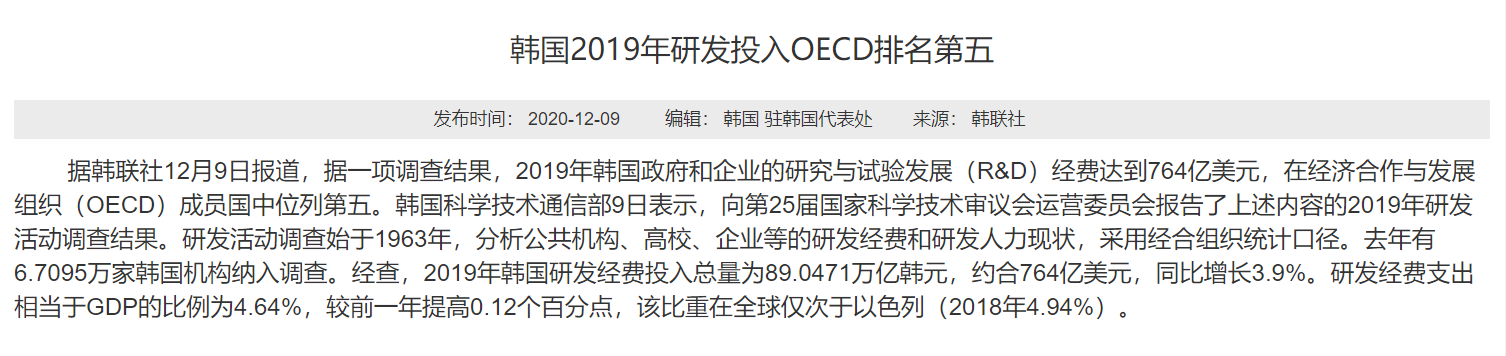 韩国2019年研发投入OECD排名第五
发布时间： 2020-12-09 编辑： 韩国 驻韩国代表处 来源： 韩联社
据韩联社12月9日报道，据一项调查结果，2019年韩国政府和企业的研究与试验发展（R&D）经费达到764亿美元，在经济合作与发展
组织（OECD）成员国中位列第五。韩国科学技术通信部9日表示，向第25届国家科学技术审议会运营委员会报告了上述内容的2019年研发
活动调查结果。研发活动调查始于1963年，分析公共机构、高校、企业等的研发经费和研发人力现状，采用经合组织统计口径。去年有
6.7095万家韩国机构纳入调查。经查，2019年韩国研发经费投入总量为89.0471万亿韩元，约合764亿美元，同比增长3.9%。研发经费支出
相当于GDP的比例为4.64%，较前一年提高0.12个百分点，该比重在全球仅次于以色列（2018年4.94%）。